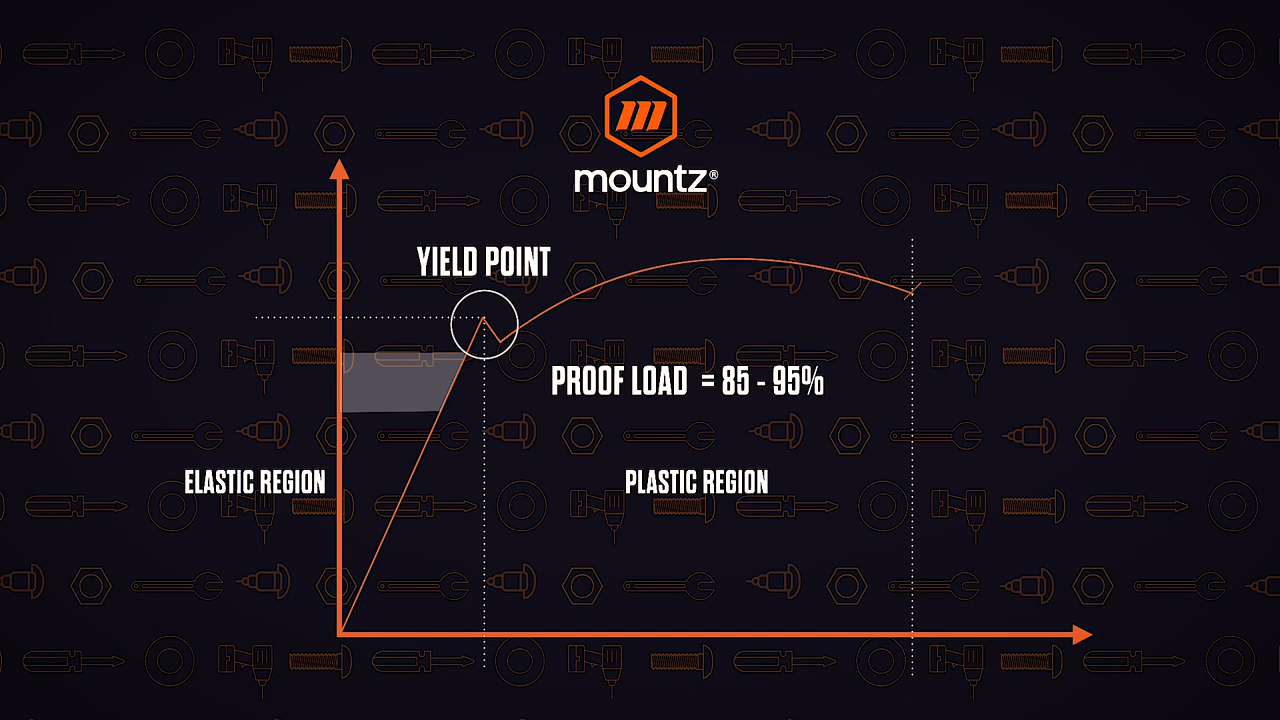 mountz®
YIELD POINT
PROOF LOAD = 85 - 95%
ELASTIC REGION
PLASTIC REGION